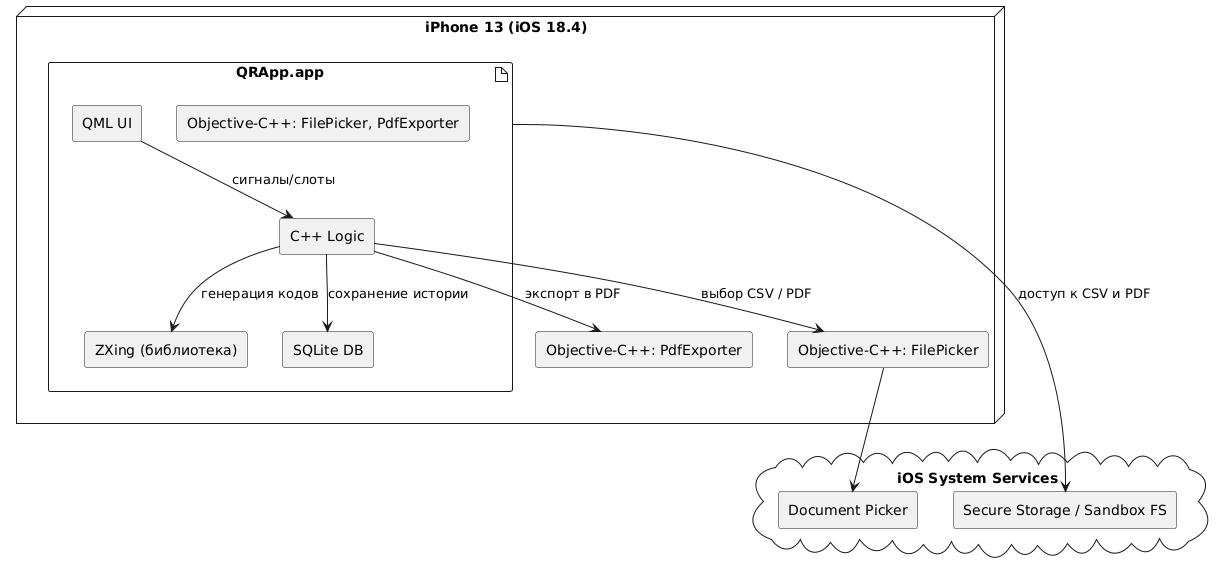 iPhone 13 (iOS 18.4)
QRApp.app
QML UI
Objective-C++: FilePicker, PdfExporter
сигналы/слоты
C++ Logic
генерация кодов
сохранение истории
экспорт в PDF
выбор CSV / PDF
доступ к CSV и PDF
ZXing (библиотека)
SQLite DB
Objective-C++: PdfExporter
Objective-C++: FilePicker
iOS System Services
Document Picker
Secure Storage / Sandbox FS